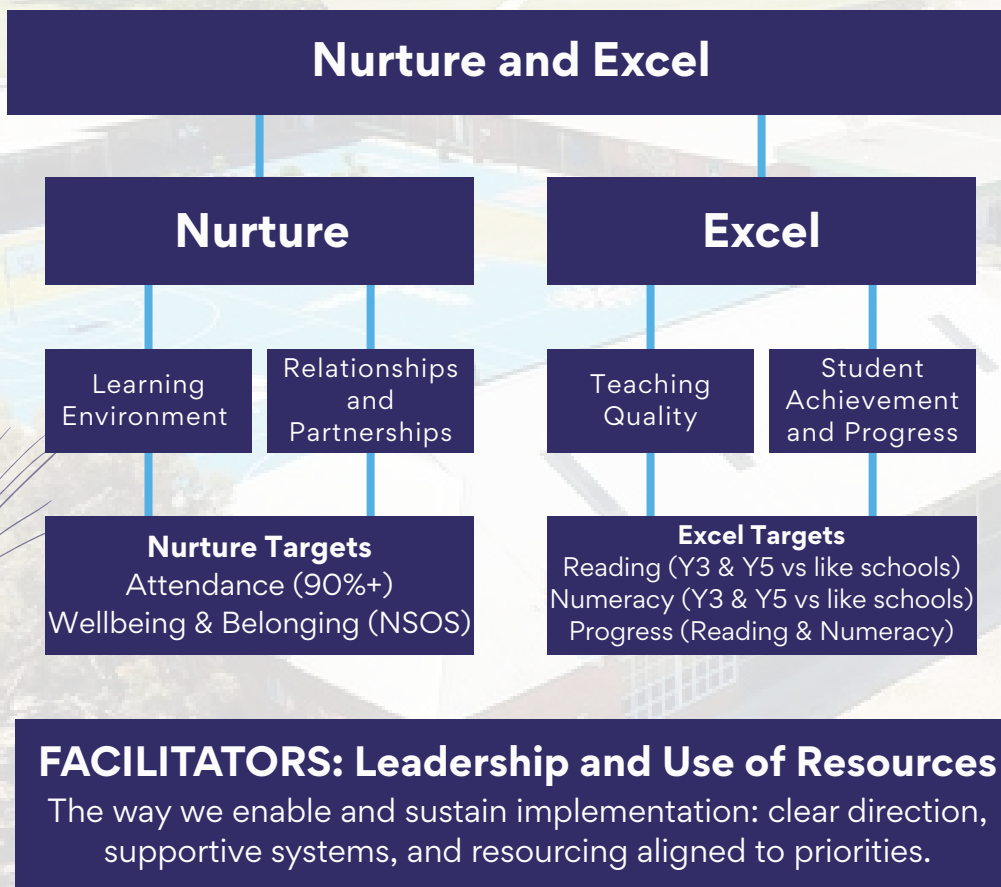 Nurture and Excel
Nurture
Excel
Learning
Environment
Relationships
and
Partnerships
Teaching
Quality
Student
Achievement
and Progress
Nurture Targets
Attendance (90%+)
Wellbeing & Belonging (NSOS)
Excel Targets
Reading (Y3 & Y5 vs like schools)
Numeracy (Y3 & Y5 vs like schools)
Progress (Reading & Numeracy)
FACILITATORS: Leadership and Use of Resources
The way we enable and sustain implementation: clear direction,
supportive systems, and resourcing aligned to priorities.